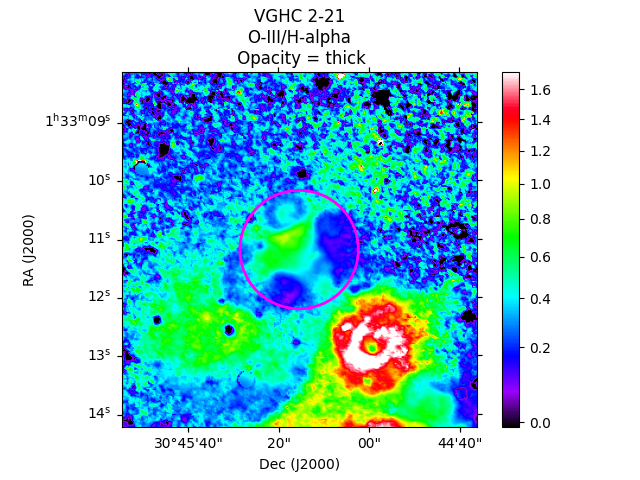 VGHC 2-21
O-III/H-alpha
Opacity = thick
1ʰ33ᵐ09ˢ
10ˢ
11ˢ
12ˢ
13ˢ
14ˢ
RA (J2000)
30°45'40" 20" 00" 44'40"
Dec (J2000)
1.6
1.4
1.2
1.0
0.8
0.6
0.4
0.2
0.0